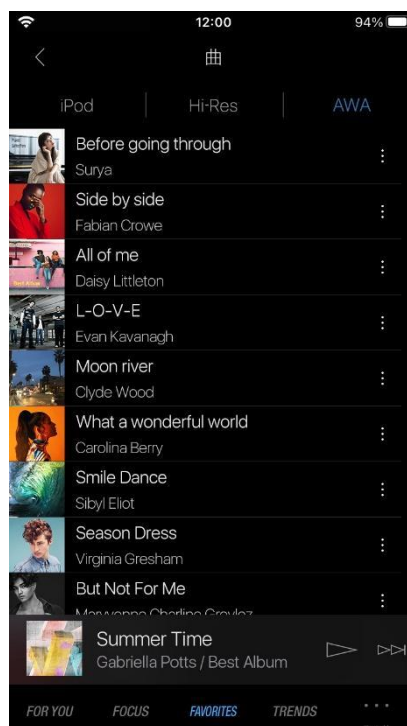 12:00
94%
曲
iPod
Hi-Res
AWA
Before going through
Surya
Side by side
Fabian Crowe
All of me
Daisy Littleton
L-O-V-E
Evan Kavanagh
Moon river
Clyde Wood
What a wonderful world
Carolina Berry
Smile Dance
Sibyl Eliot
Season Dress
Virginia Gresham
But Not For Me
Charline
Summer Time
Gabriella Potts / Best Album
FOR YOU
FOCUS
FAVORITES
TRENDS